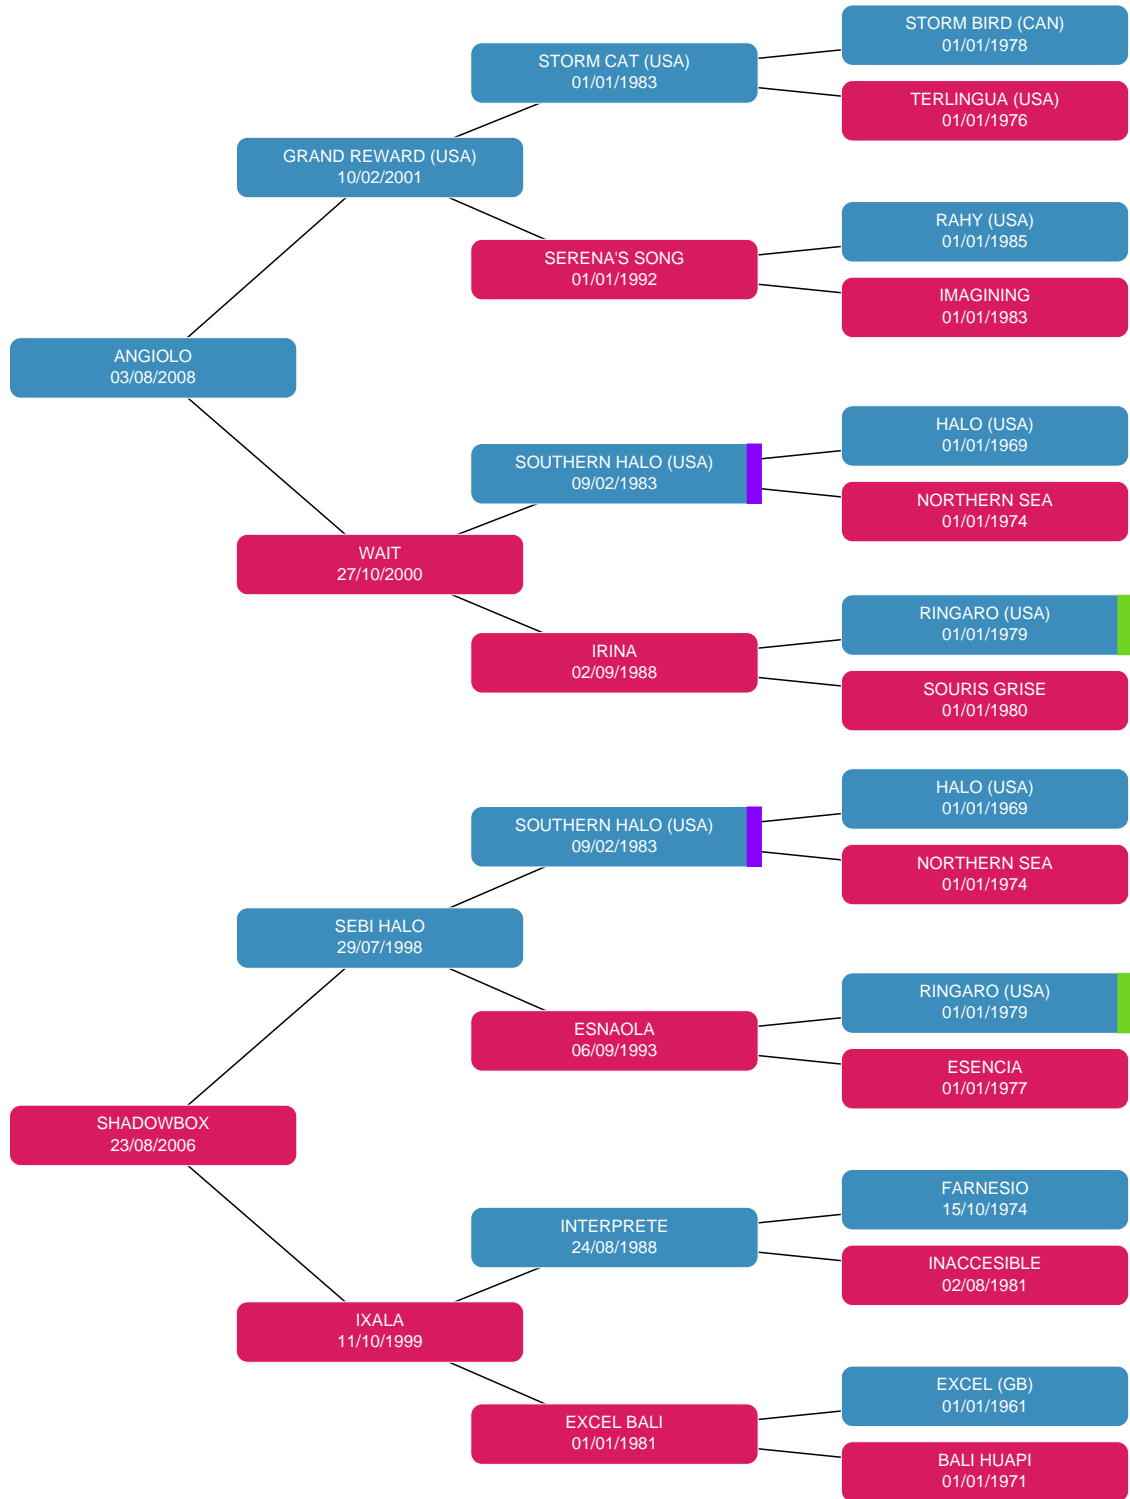 STORM BIRD (CAN)
01/01/1978
STORM CAT (USA)
01/01/1983
TERLINGUA (USA)
01/01/1976
GRAND REWARD (USA)
10/02/2001
RAHY (USA)
01/01/1985
SERENA'S SONG
01/01/1992
IMAGINING
01/01/1983
ANGIOLO
03/08/2008
HALO (USA)
01/01/1969
SOUTHERN HALO (USA)
09/02/1983
NORTHERN SEA
01/01/1974
WAIT
27/10/2000
RINGARO (USA)
01/01/1979
IRINA
02/09/1988
SOURIS GRISE
01/01/1980
HALO (USA)
01/01/1969
SOUTHERN HALO (USA)
09/02/1983
NORTHERN SEA
01/01/1974
SEBI HALO
29/07/1998
RINGARO (USA)
01/01/1979
ESNAOLA
06/09/1993
ESENCIA
01/01/1977
SHADOWBOX
23/08/2006
FARNESIO
15/10/1974
INTERPRETE
24/08/1988
INACCESIBLE
02/08/1981
IXALA
11/10/1999
EXCEL (GB)
01/01/1961
EXCEL BALI
01/01/1981
BALI HUAPI
01/01/1971